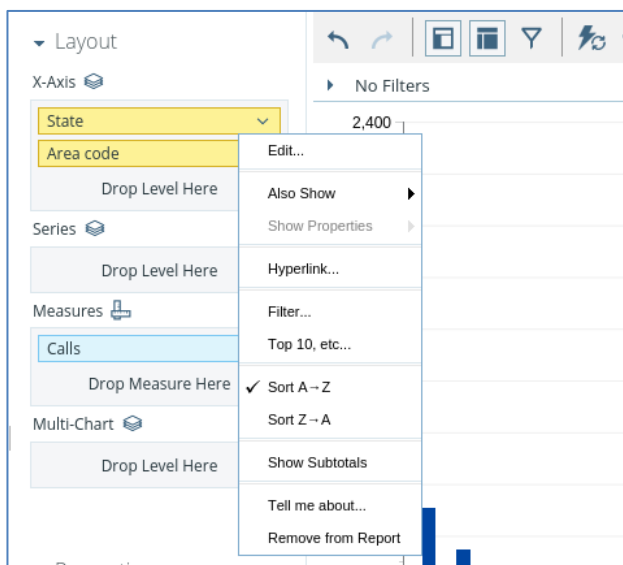 Layout
X-Axis
State
Area code
Drop Level Here
Series
Drop Level Here
Measures
Calls
Drop Measure Here
Multi-Chart
Drop Level Here
No Filters
2,400
Edit...
Also Show
Show Properties
Hyperlink...
Filter...
Top 10, etc...
Sort A→Z
Sort Z→A
Show Subtotals
Tell me about...
Remove from Report